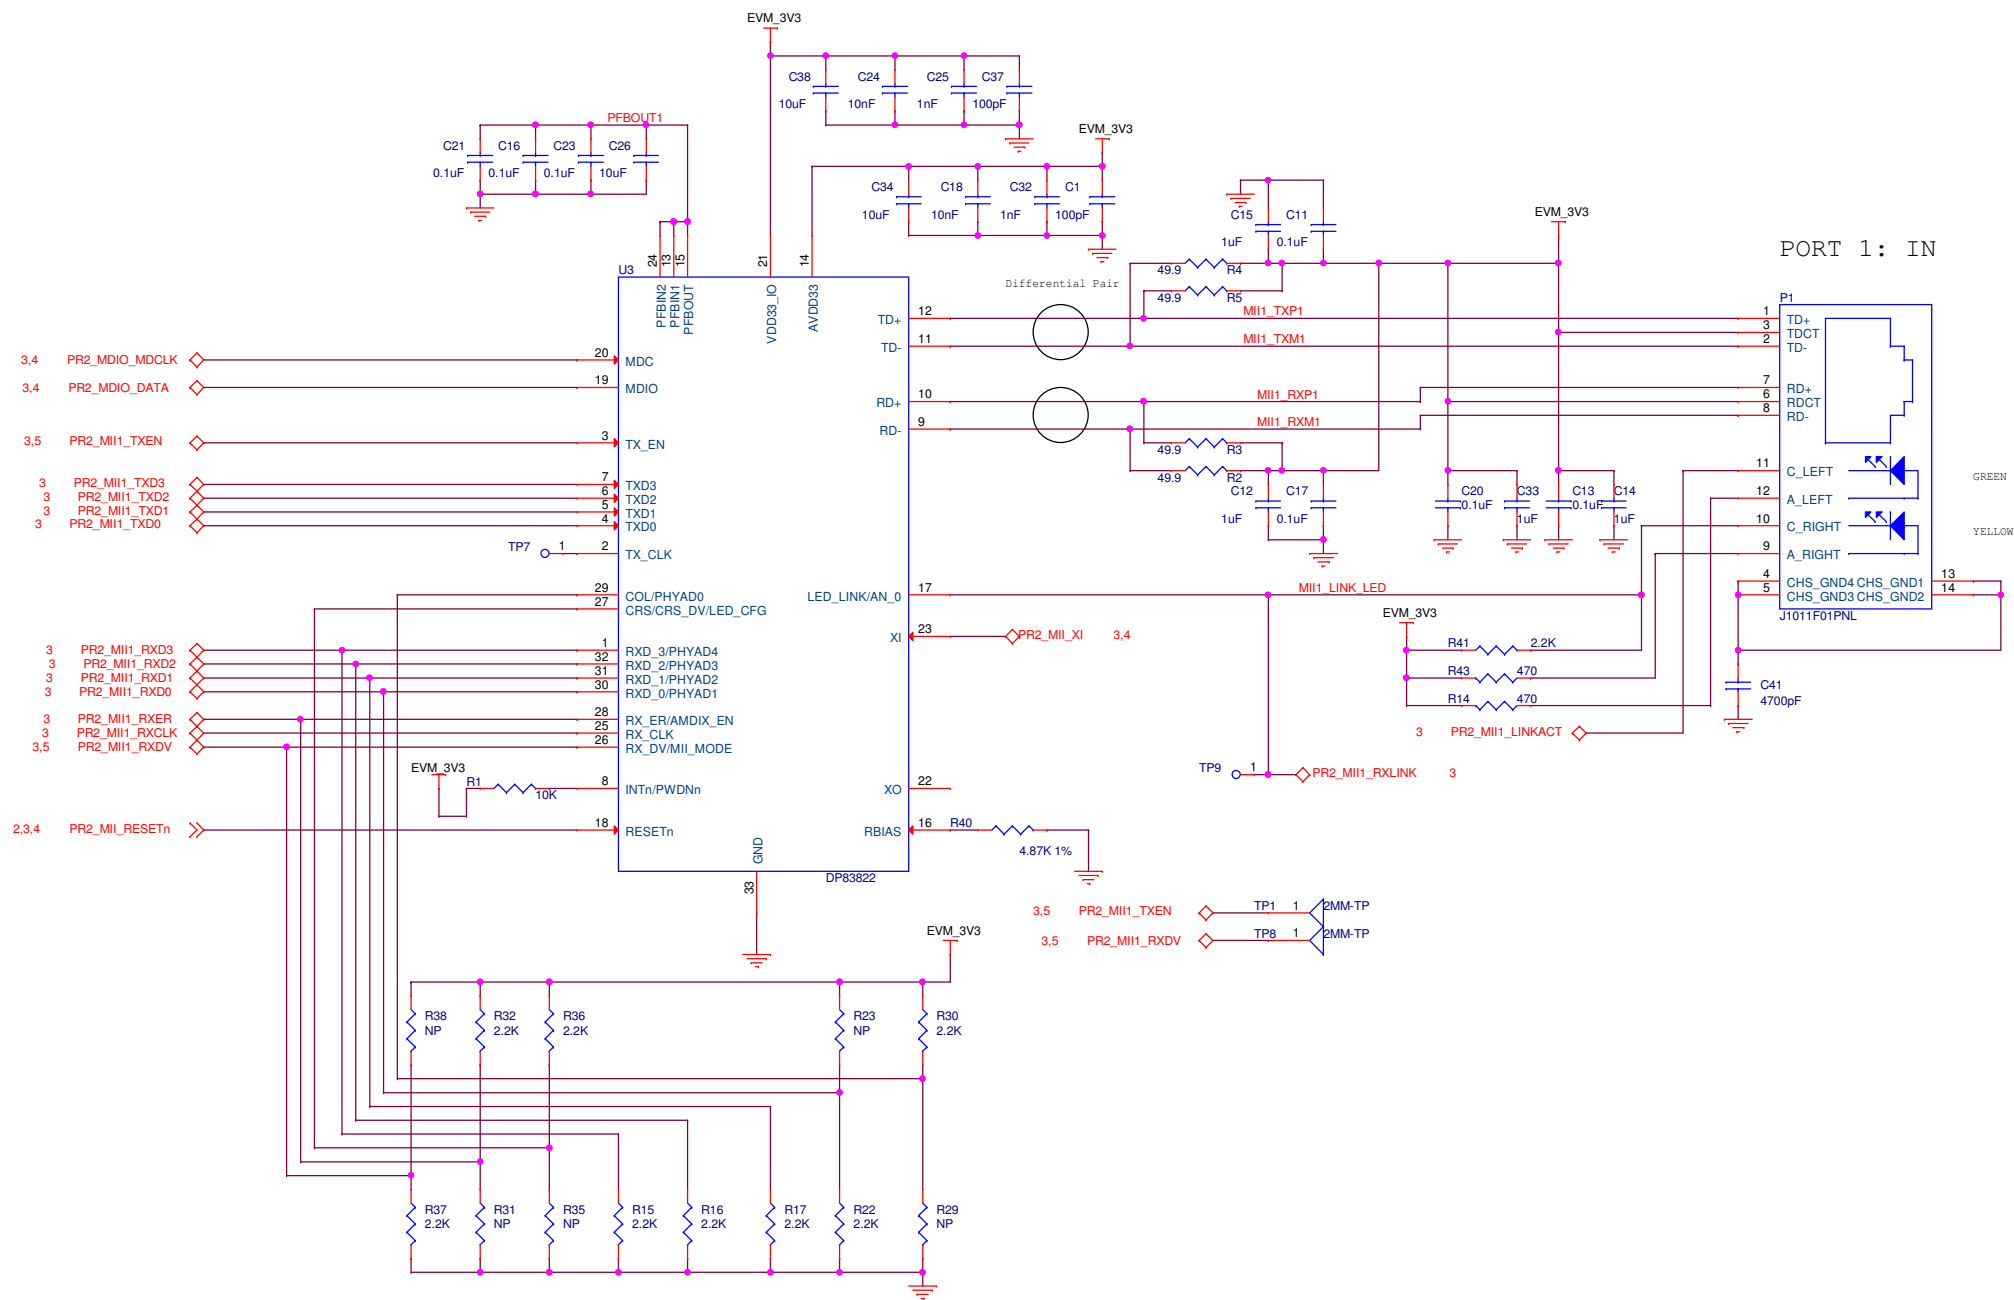 EVM_3V3
C38 C24 C25 C37
10uF 10nF 1nF 100pF
PFBOUT1
C21 C16 C23 C26
0.1uF 0.1uF 0.1uF 10uF
EVM_3V3
C34 C18 C32 C1
10uF 10nF 1nF 100pF
C15 C11
1uF 0.1uF
EVM_3V3
PORT 1: IN
24 13 15 21 14
U3
PFBIN2 PFBIN1 PFBOUT VDD33_IO AVDD33
Differential Pair
49.9 R4
49.9 R5
P1
TD+ 12 MII1_TXP1 1 TD+
3 TDCT
TD- 11 MII1_TXM1 2 TD-
3,4 PR2_MDIO_MDCLK 20 MDC
3,4 PR2_MDIO_DATA 19 MDIO
7 RD+
RD+ 10 MII1_RXP1 6 RDCT
8 RD-
RD- 9 MII1_RXM1
3,5 PR2_MII1_TXEN 3 TX_EN
49.9 R3
49.9 R2
3 PR2_MII1_TXD3 7 TXD3
3 PR2_MII1_TXD2 6 TXD2
3 PR2_MII1_TXD1 5 TXD1
3 PR2_MII1_TXD0 4 TXD0
TP7 1 2 TX_CLK
C12 C17 C20 C33 C13 C14
1uF 0.1uF 0.1uF 1uF 0.1uF 1uF
11 C_LEFT GREEN
12 A_LEFT
10 C_RIGHT YELLOW
9 A_RIGHT
4 CHS_GND4 CHS_GND1 13
5 CHS_GND3 CHS_GND2 14
J1011F01PNL
29 COL/PHYAD0 LED_LINK/AN_0 17 MII1_LINK_LED
27 CRS/CRS_DV/LED_CFG
EVM_3V3
XI 23 PR2_MII_XI 3,4
3 PR2_MII1_RXD3 1 RXD_3/PHYAD4
3 PR2_MII1_RXD2 32 RXD_2/PHYAD3
3 PR2_MII1_RXD1 31 RXD_1/PHYAD2
3 PR2_MII1_RXD0 30 RXD_0/PHYAD1
R41 2.2K
R43 470
R14 470
C41
4700pF
3 PR2_MII1_RXER 28 RX_ER/AMDIX_EN
3 PR2_MII1_RXCLK 25 RX_CLK
3,5 PR2_MII1_RXDV 26 RX_DV/MII_MODE
3 PR2_MII1_LINKACT
TP9 1 PR2_MII1_RXLINK 3
EVM_3V3
R1 10K 8 INTn/PWDNn XO 22
2,3,4 PR2_MII_RESETn 18 RESETn RBIAS 16 R40
4.87K 1%
GND
33
DP83822
3,5 PR2_MII1_TXEN TP1 1 2MM-TP
3,5 PR2_MII1_RXDV TP8 1 2MM-TP
EVM_3V3
R38 R32 R36 R23 R30
NP 2.2K 2.2K NP 2.2K
R37 R31 R35 R15 R16 R17 R22 R29
2.2K NP NP 2.2K 2.2K 2.2K 2.2K NP